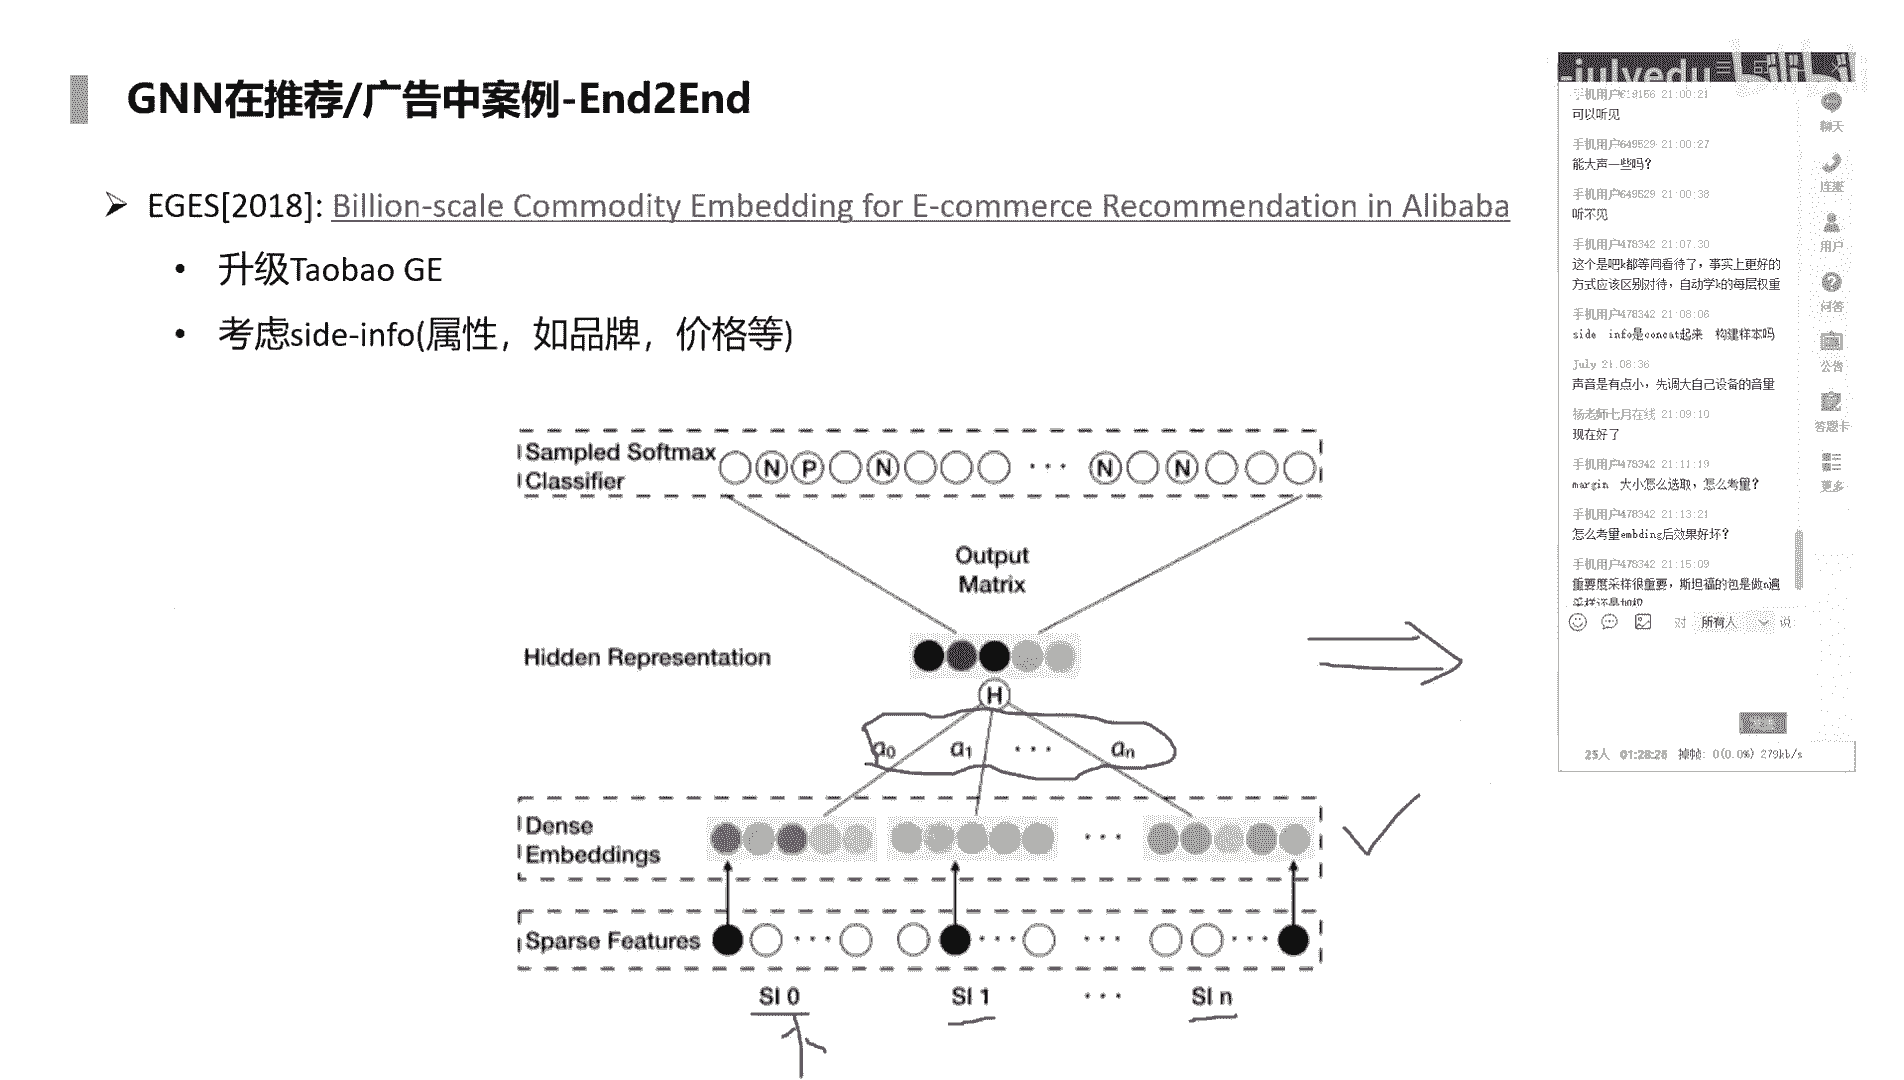 GNN在推荐/广告中案例-End2End
➢ EGES[2018]: Billion-scale Commodity Embedding for E-commerce Recommendation in Alibaba
• 升级Taobao GE
• 考虑side-info(属性，如品牌，价格等)
Sampled Softmax
Classifier
N P N ... N N
Output
Matrix
Hidden Representation
H
a0 a1 ... an
Dense
Embeddings
...
Sparse Features
... ... ... ...
SI 0 SI 1 ... SI n
-julyedu
bilibili
21:00:21
可以听见
手机用户649529 21:00:27
能大声一些吗？
手机用户649529 21:00:38
听不见
手机用户478342 21:07:30
这个是吧k都等同看待了，事实上更好的
方式应该区别对待，自动学k的每层权重
手机用户478342 21:08:06
side info是concat起来 构建样本吗
July 21:08:36
声音是有点小，先调大自己设备的音量
杨老师七月在线 21:09:10
现在好了
手机用户478342 21:11:19
margin 大小怎么选取，怎么考量？
手机用户478342 21:13:21
怎么考量embding后效果好坏？
手机用户478342 21:15:09
重要度采样很重要，斯坦福的包是做n遍
采样还是加权
对 所有人 说:
发送
25人 01:28:26 掉帧: 0(0.0%) 279kb/s
聊天
连麦
用户
问答
公告
答题卡
更多